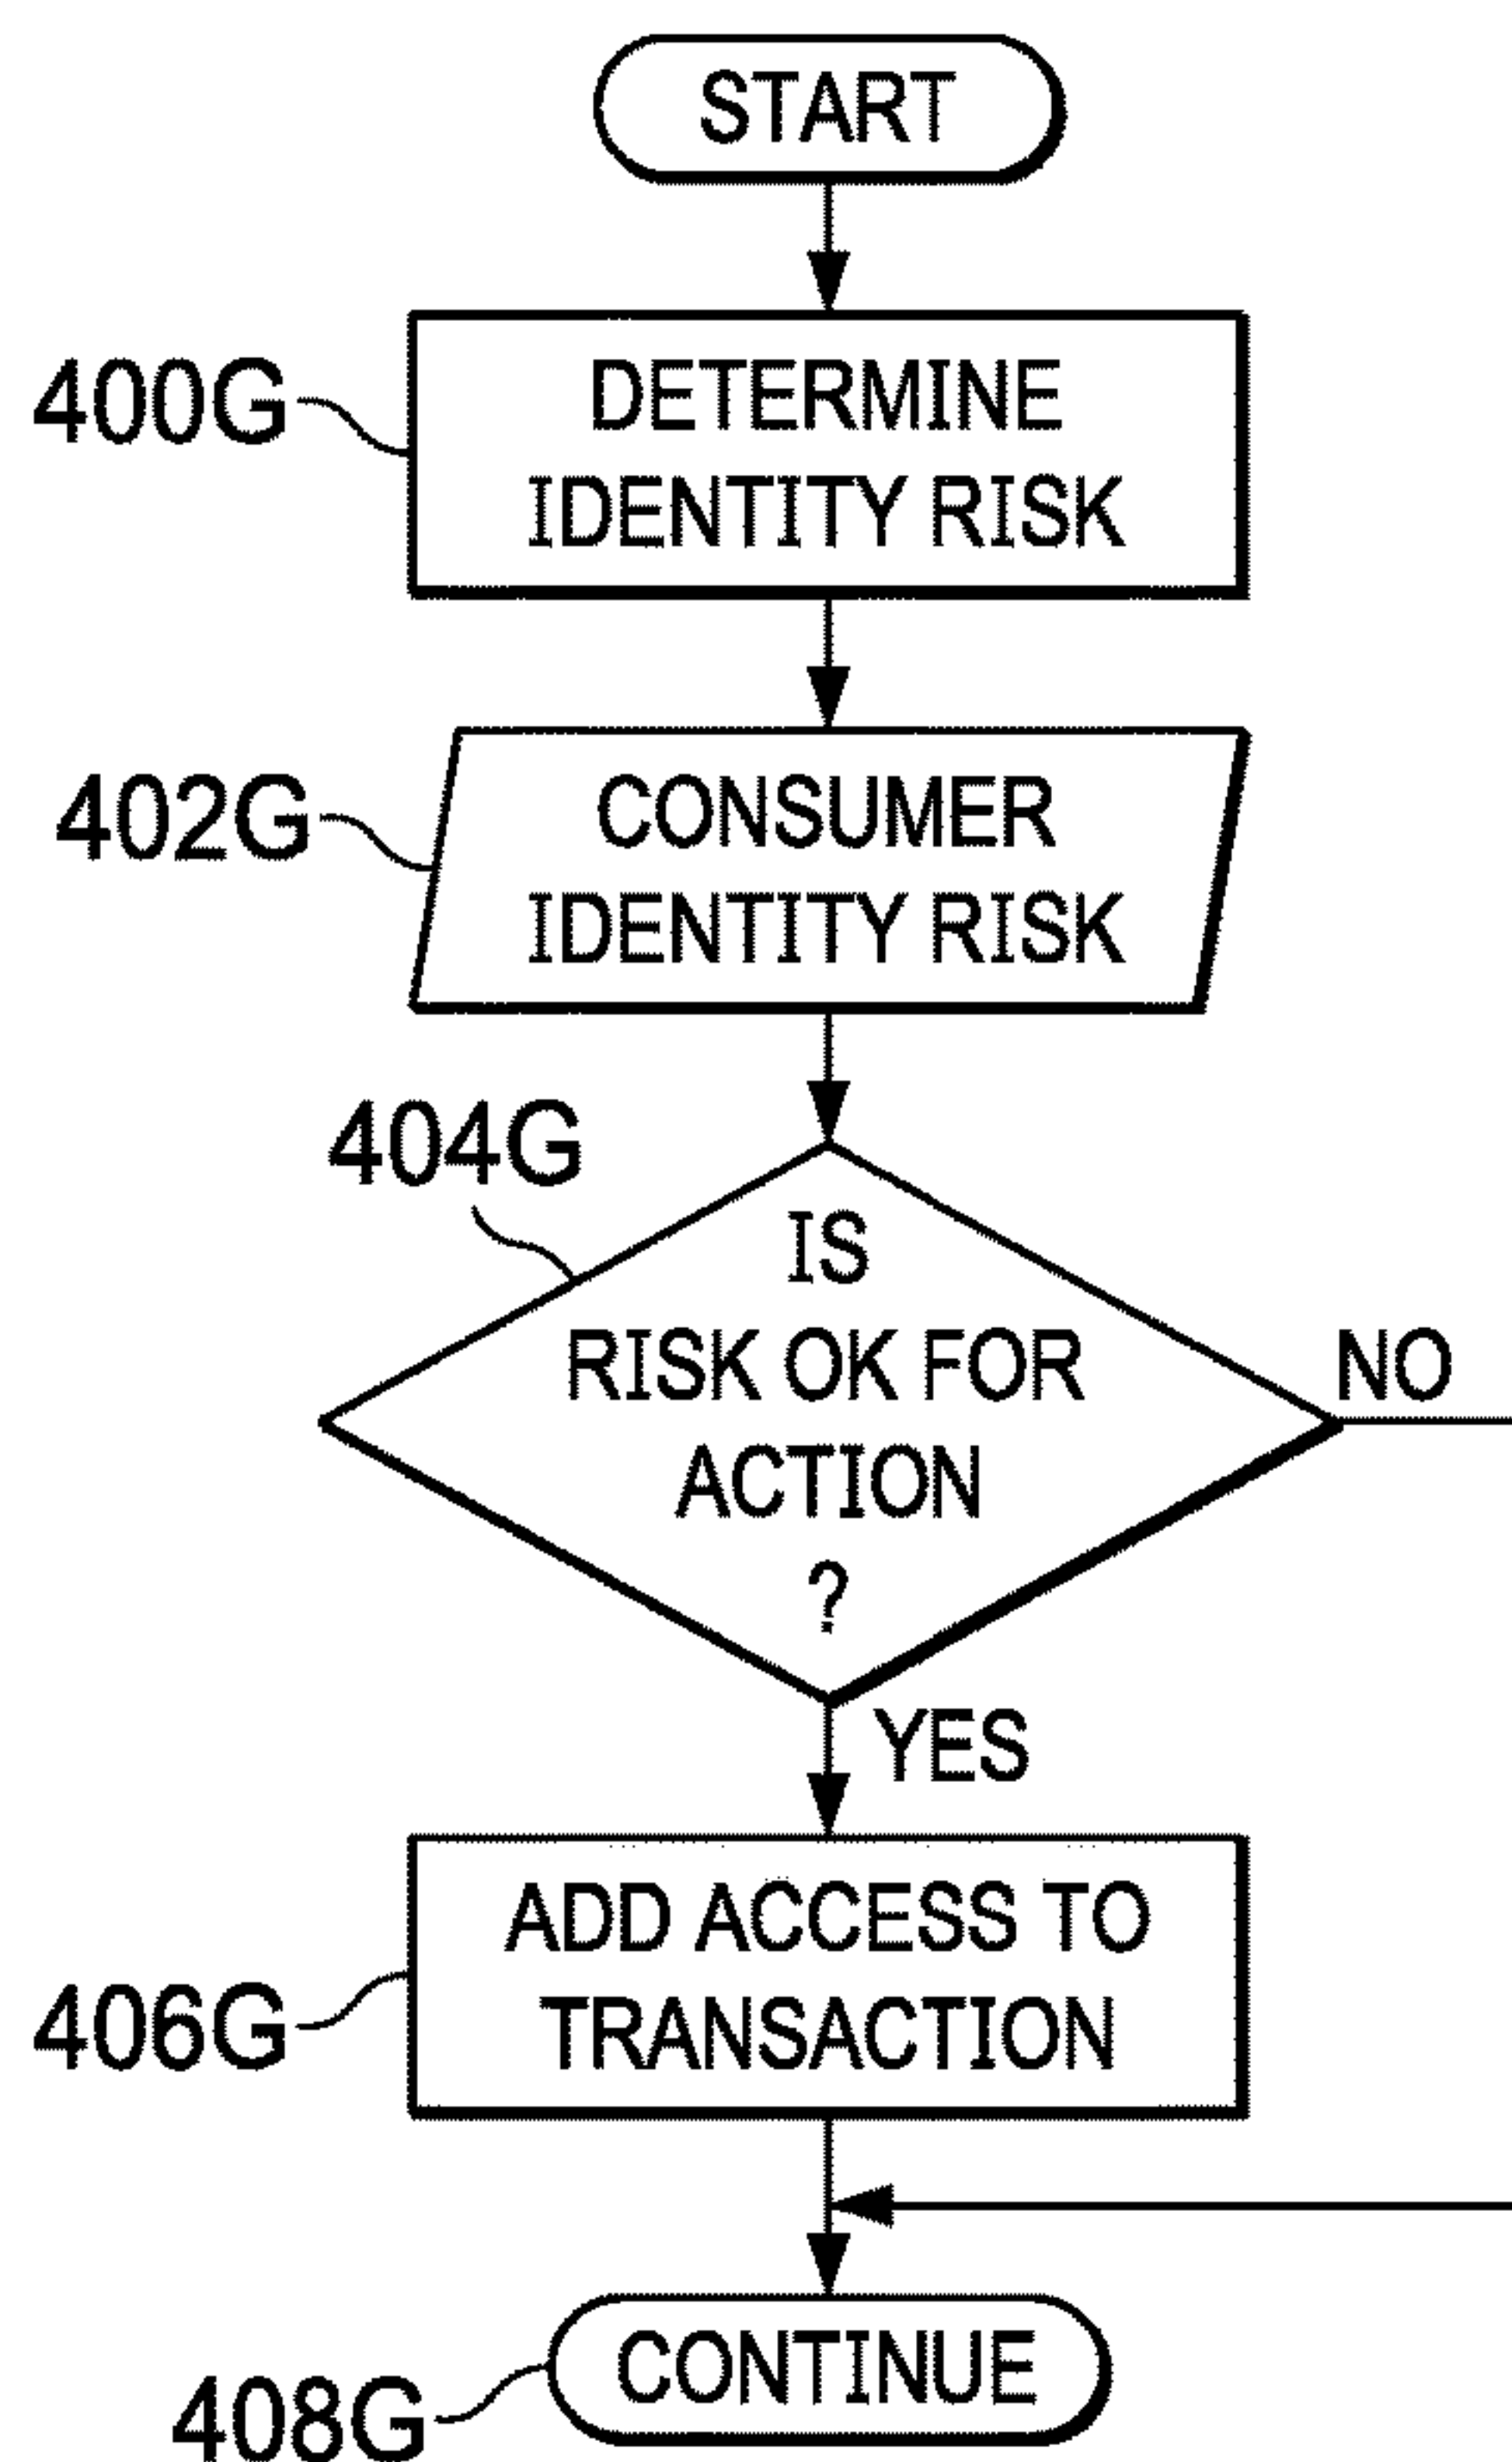 START
400G
DETERMINE
IDENTITY RISK
402G
CONSUMER
IDENTITY RISK
404G
IS
RISK OK FOR
ACTION
?
NO
YES
406G
ADD ACCESS TO
TRANSACTION
408G
CONTINUE